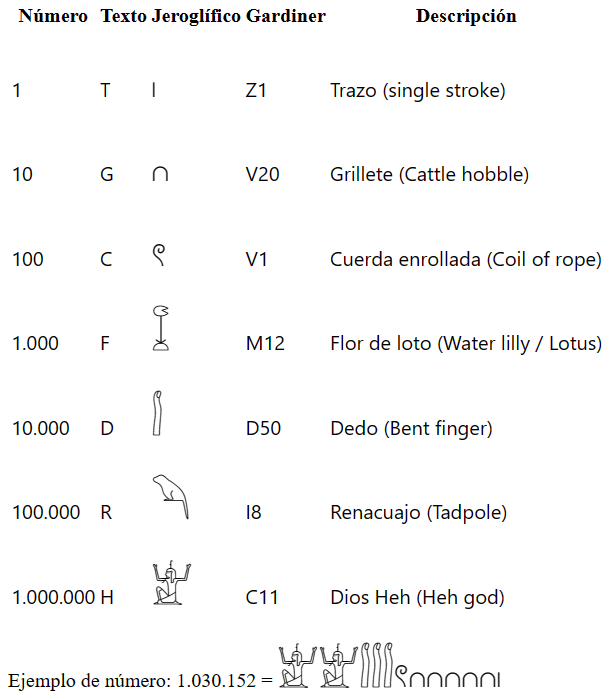 Número Texto Jeroglífico Gardiner Descripción
1 T 𓏤 Z1 Trazo (single stroke)
10 G 𓎆 V20 Grillete (Cattle hobble)
100 C 𓍢 V1 Cuerda enrollada (Coil of rope)
1.000 F 𓆼 M12 Flor de loto (Water lilly / Lotus)
10.000 D 𓂭 D50 Dedo (Bent finger)
100.000 R 𓆐 I8 Renacuajo (Tadpole)
1.000.000 H 𓁨 C11 Dios Heh (Heh god)
Ejemplo de número: 1.030.152 = 𓁨𓁨𓂭𓂭𓂭𓂭𓍢𓎆𓎆𓎆𓎆𓎆𓎆𓏤